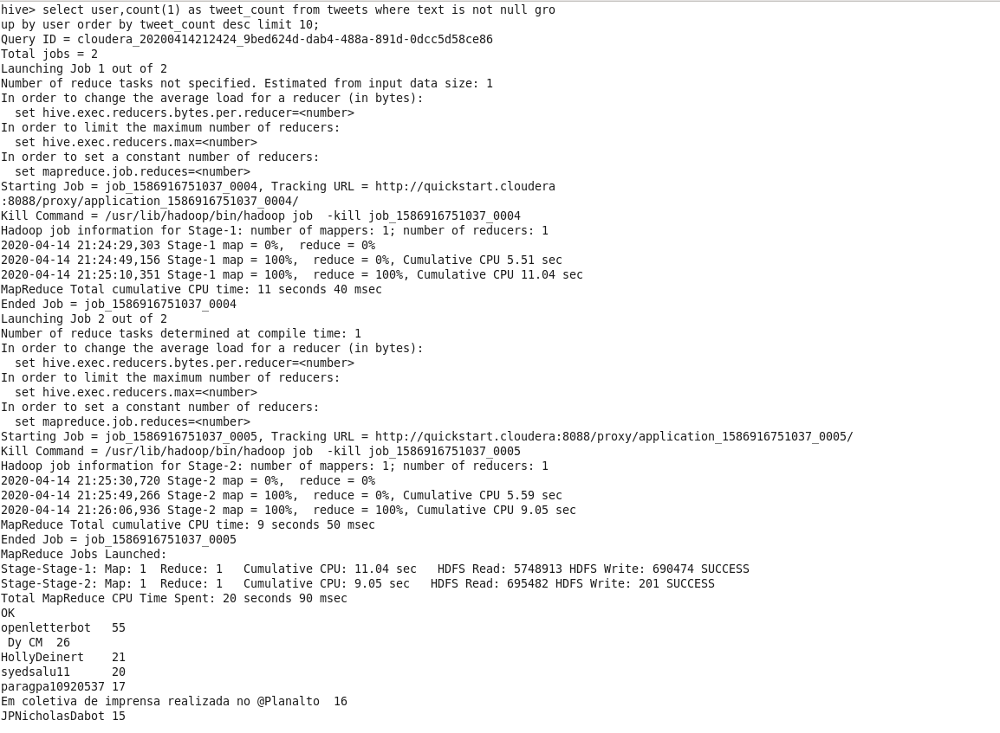 hive> select user,count(1) as tweet_count from tweets where text is not null gro
up by user order by tweet_count desc limit 10;
Query ID = cloudera_20200414212424_9bed624d-dab4-488a-891d-0dcc5d58ce86
Total jobs = 2
Launching Job 1 out of 2
Number of reduce tasks not specified. Estimated from input data size: 1
In order to change the average load for a reducer (in bytes):
  set hive.exec.reducers.bytes.per.reducer=<number>
In order to limit the maximum number of reducers:
  set hive.exec.reducers.max=<number>
In order to set a constant number of reducers:
  set mapreduce.job.reduces=<number>
Starting Job = job_1586916751037_0004, Tracking URL = http://quickstart.cloudera
:8088/proxy/application_1586916751037_0004/
Kill Command = /usr/lib/hadoop/bin/hadoop job  -kill job_1586916751037_0004
Hadoop job information for Stage-1: number of mappers: 1; number of reducers: 1
2020-04-14 21:24:29,303 Stage-1 map = 0%,  reduce = 0%
2020-04-14 21:24:49,156 Stage-1 map = 100%,  reduce = 0%, Cumulative CPU 5.51 sec
2020-04-14 21:25:10,351 Stage-1 map = 100%,  reduce = 100%, Cumulative CPU 11.04 sec
MapReduce Total cumulative CPU time: 11 seconds 40 msec
Ended Job = job_1586916751037_0004
Launching Job 2 out of 2
Number of reduce tasks determined at compile time: 1
In order to change the average load for a reducer (in bytes):
  set hive.exec.reducers.bytes.per.reducer=<number>
In order to limit the maximum number of reducers:
  set hive.exec.reducers.max=<number>
In order to set a constant number of reducers:
  set mapreduce.job.reduces=<number>
Starting Job = job_1586916751037_0005, Tracking URL = http://quickstart.cloudera:8088/proxy/application_1586916751037_0005/
Kill Command = /usr/lib/hadoop/bin/hadoop job  -kill job_1586916751037_0005
Hadoop job information for Stage-2: number of mappers: 1; number of reducers: 1
2020-04-14 21:25:30,720 Stage-2 map = 0%,  reduce = 0%
2020-04-14 21:25:49,266 Stage-2 map = 100%,  reduce = 0%, Cumulative CPU 5.59 sec
2020-04-14 21:26:06,936 Stage-2 map = 100%,  reduce = 100%, Cumulative CPU 9.05 sec
MapReduce Total cumulative CPU time: 9 seconds 50 msec
Ended Job = job_1586916751037_0005
MapReduce Jobs Launched:
Stage-Stage-1: Map: 1  Reduce: 1   Cumulative CPU: 11.04 sec   HDFS Read: 5748913 HDFS Write: 690474 SUCCESS
Stage-Stage-2: Map: 1  Reduce: 1   Cumulative CPU: 9.05 sec   HDFS Read: 695482 HDFS Write: 201 SUCCESS
Total MapReduce CPU Time Spent: 20 seconds 90 msec
OK
openletterbot   55
 Dy CM  26
HollyDeinert    21
syedsalu11      20
paragpa10920537 17
Em coletiva de imprensa realizada no @Planalto  16
JPNicholasDabot 15